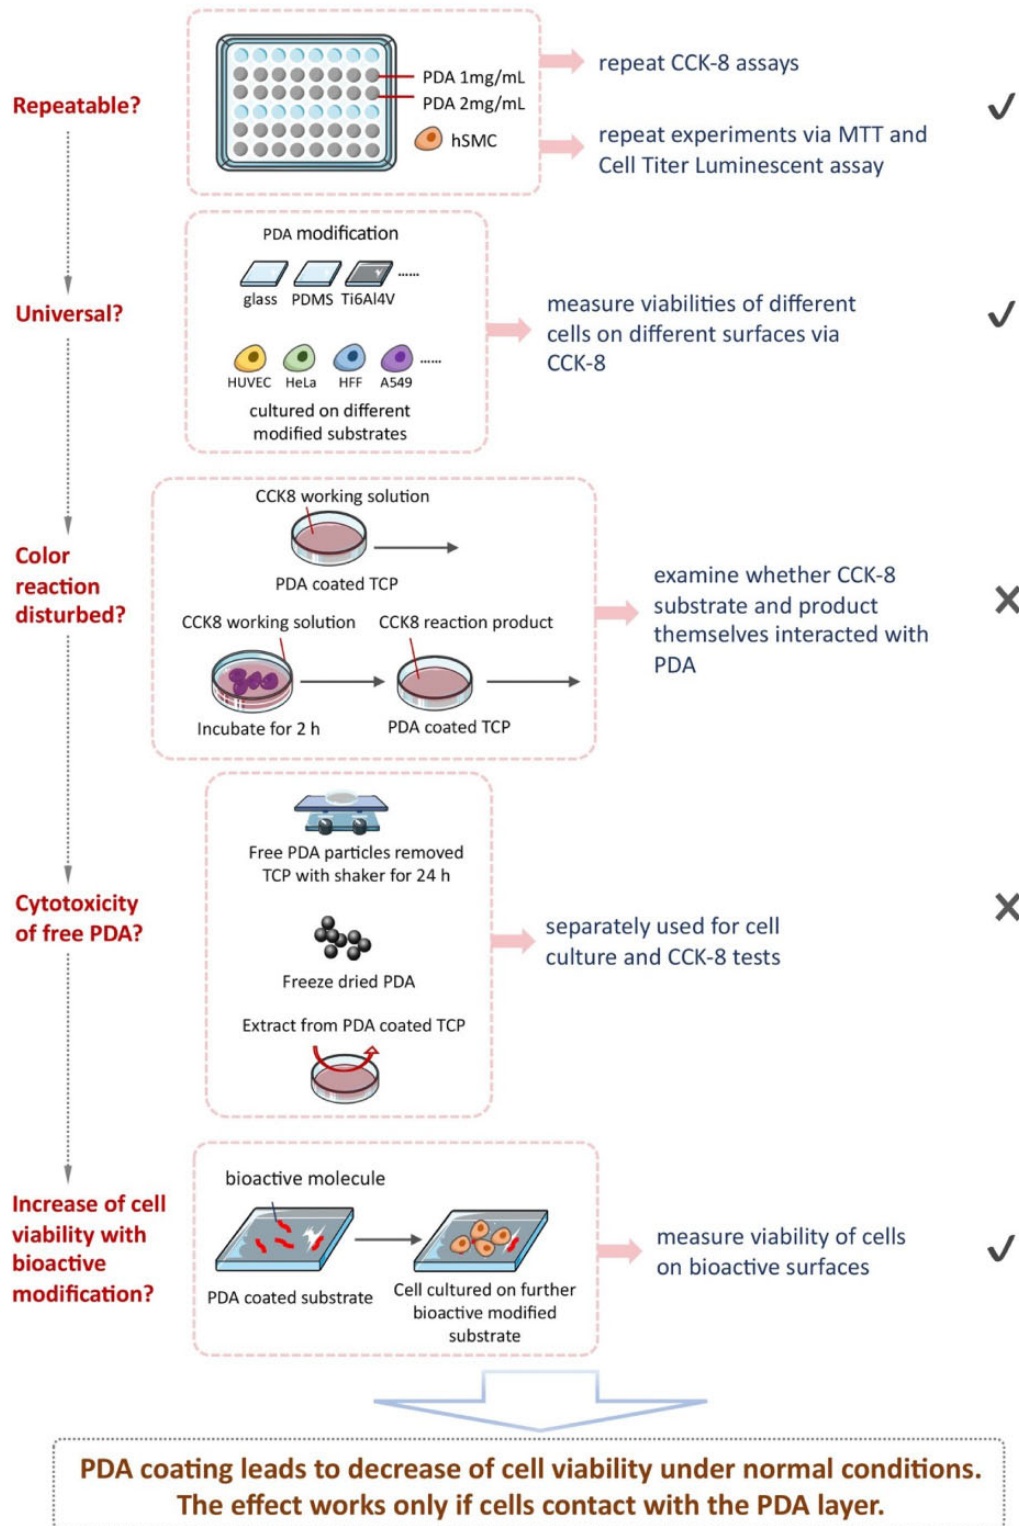 Repeatable?
PDA 1mg/mL
PDA 2mg/mL
hSMC
repeat CCK-8 assays
repeat experiments via MTT and
Cell Titer Luminescent assay
Universal?
PDA modification
glass PDMS Ti6Al4V ......
HUVEC HeLa HFF A549 ......
cultured on different
modified substrates
measure viabilities of different
cells on different surfaces via
CCK-8
Color
reaction
disturbed?
CCK8 working solution
PDA coated TCP
CCK8 working solution
CCK8 reaction product
Incubate for 2 h
PDA coated TCP
examine whether CCK-8
substrate and product
themselves interacted with
PDA
Cytotoxicity
of free PDA?
Free PDA particles removed
TCP with shaker for 24 h
Freeze dried PDA
Extract from PDA coated TCP
separately used for cell
culture and CCK-8 tests
Increase of cell
viability with
bioactive
modification?
bioactive molecule
PDA coated substrate
Cell cultured on further
bioactive modified
substrate
measure viability of cells
on bioactive surfaces
PDA coating leads to decrease of cell viability under normal conditions.
The effect works only if cells contact with the PDA layer.